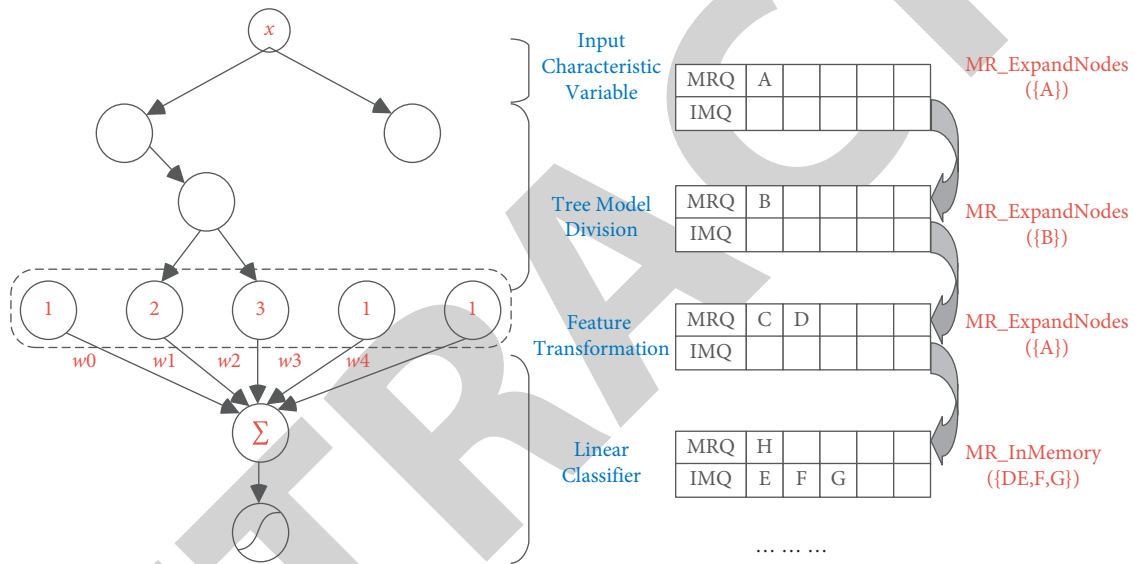 x
1 2 3 1 1
w0 w1 w2 w3 w4
Σ
Input
Characteristic
Variable
Tree Model
Division
Feature
Transformation
Linear
Classifier
MRQ A
IMQ
MR_ExpandNodes
({A})
MRQ B
IMQ
MR_ExpandNodes
({B})
MRQ C D
IMQ
MR_ExpandNodes
({A})
MRQ H
IMQ E F G
MR_InMemory
({DE,F,G})
... ... ...